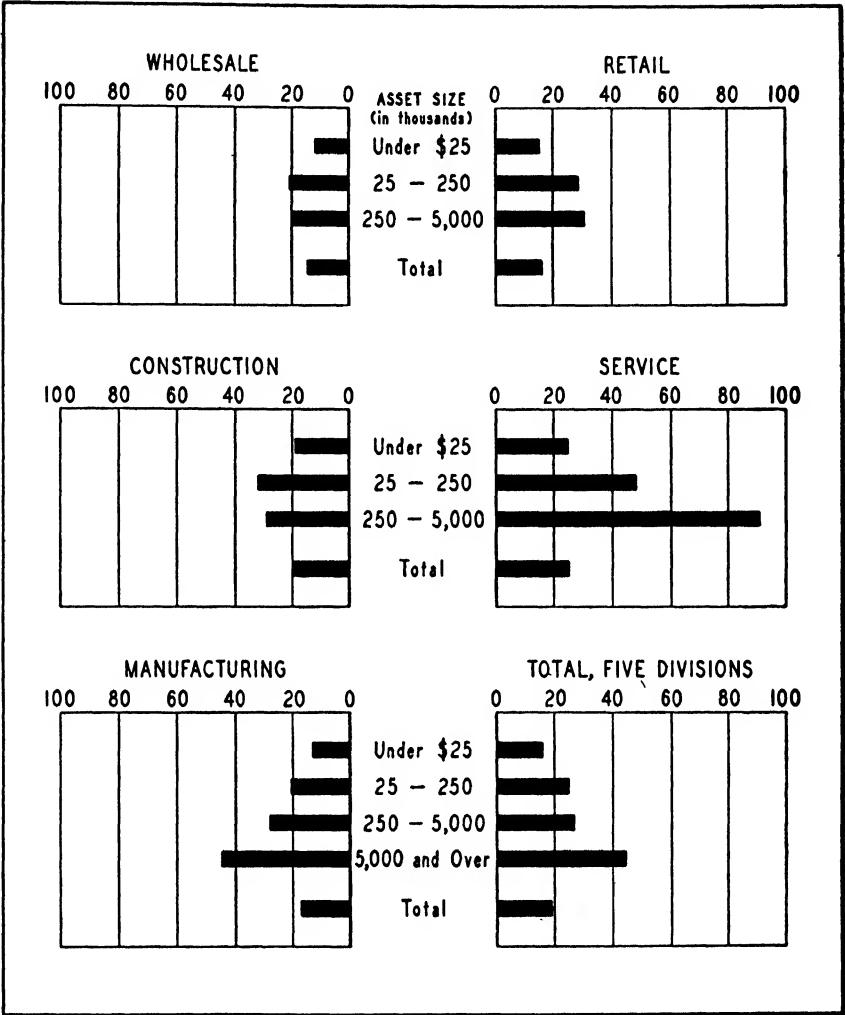 WHOLESALE
RETAIL
100 80 60 40 20 0
ASSET SIZE
(in thousands)
0 20 40 60 80 100
Under $25
25 – 250
250 – 5,000
Total
CONSTRUCTION
SERVICE
100 80 60 40 20 0
0 20 40 60 80 100
Under $25
25 – 250
250 – 5,000
Total
MANUFACTURING
TOTAL, FIVE DIVISIONS
100 80 60 40 20 0
0 20 40 60 80 100
Under $25
25 – 250
250 – 5,000
5,000 and Over
Total